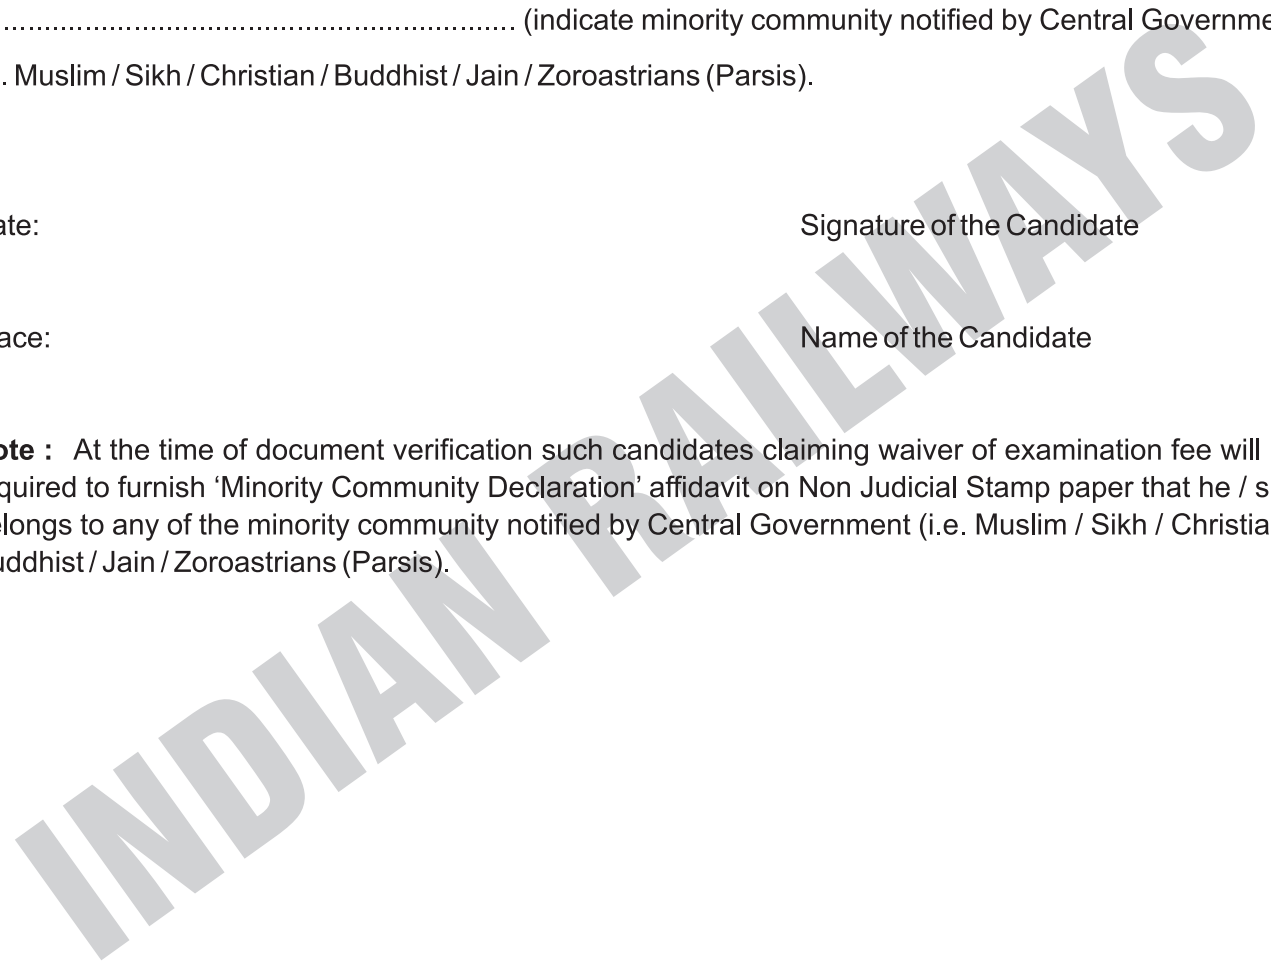 ........................................................ (indicate minority community notified by Central Governme
. Muslim / Sikh / Christian / Buddhist / Jain / Zoroastrians (Parsis).
ate: Signature of the Candidate
ace: Name of the Candidate
ote : At the time of document verification such candidates claiming waiver of examination fee will
quired to furnish ‘Minority Community Declaration’ affidavit on Non Judicial Stamp paper that he / s
elongs to any of the minority community notified by Central Government (i.e. Muslim / Sikh / Christia
uddhist / Jain / Zoroastrians (Parsis).
INDIAN RAILWAYS